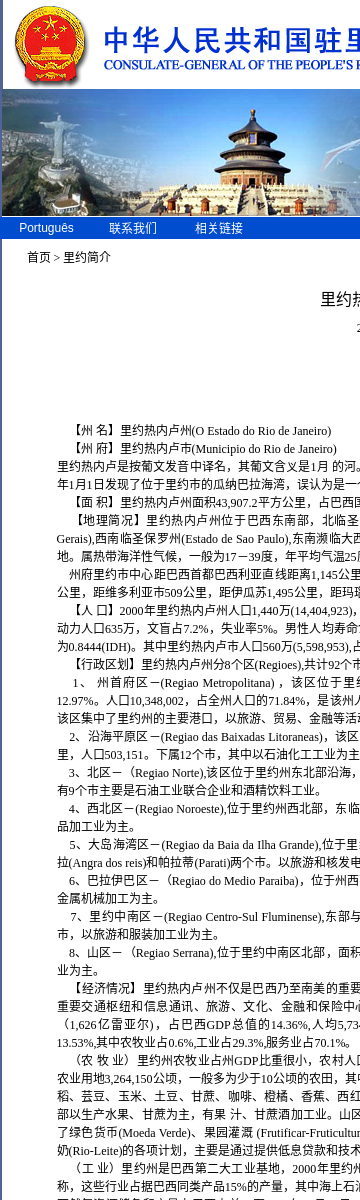 中华人民共和国驻里
CONSULATE-GENERAL OF THE PEOPLE'S
Português 联系我们 相关链接
首页 > 里约简介
里约热
【州 名】里约热内卢州(O Estado do Rio de Janeiro)
【州 府】里约热内卢市(Municipio do Rio de Janeiro)
里约热内卢是按葡文发音中译名，其葡文含义是1月 的河。
年1月1日发现了位于里约市的瓜纳巴拉海湾，误认为是一
【面 积】里约热内卢州面积43,907.2平方公里，占巴西国
【地理简况】里约热内卢州位于巴西东南部，北临圣
Gerais),西南临圣保罗州(Estado de Sao Paulo),东南濒临大西
地。属热带海洋性气候，一般为17－39度，年平均气温25度
州府里约市中心距巴西首都巴西利亚直线距离1,145公里
公里，距维多利亚市509公里，距伊瓜苏1,495公里，距玛瑙
【人 口】2000年里约热内卢州人口1,440万(14,404,923)，
动力人口635万，文盲占7.2%，失业率5%。男性人均寿命
为0.8444(IDH)。其中里约热内卢市人口560万(5,598,953),占
【行政区划】里约热内卢州分8个区(Regioes),共计92个市
1、 州首府区－(Regiao Metropolitana) ，该区位于里约
12.97%。人口10,348,002，占全州人口的71.84%，是该州人
该区集中了里约州的主要港口，以旅游、贸易、金融等活动
2、沿海平原区－(Regiao das Baixadas Litoraneas)，该区
里，人口503,151。下属12个市，其中以石油化工工业为主
3、北区－（Regiao Norte),该区位于里约州东北部沿海，
有9个市主要是石油工业联合企业和酒精饮料工业。
4、西北区－(Regiao Noroeste),位于里约州西北部，东临
品加工业为主。
5、大岛海湾区－(Regiao da Baia da Ilha Grande),位于里
拉(Angra dos reis)和帕拉蒂(Parati)两个市。以旅游和核发电
6、巴拉伊巴区－（Regiao do Medio Paraiba)，位于州西
金属机械加工为主。
7、里约中南区－(Regiao Centro-Sul Fluminense),东部与
市，以旅游和服装加工业为主。
8、山区－（Regiao Serrana),位于里约中南区北部，面积
业为主。
【经济情况】里约热内卢州不仅是巴西乃至南美的重要
重要交通枢纽和信息通讯、旅游、文化、金融和保险中心
（1,626亿雷亚尔)，占巴西GDP总值的14.36%,人均5,734
13.53%,其中农牧业占0.6%,工业占29.3%,服务业占70.1%。
（农 牧 业）里约州农牧业占州GDP比重很小，农村人口
农业用地3,264,150公顷，一般多为少于10公顷的农田，其中
稻、芸豆、玉米、土豆、甘蔗、咖啡、橙橘、香蕉、西红
部以生产水果、甘蔗为主，有果 汁、甘蔗酒加工业。山区
了绿色货币(Moeda Verde)、果园灌溉 (Frutificar-Fruticultura
奶(Rio-Leite)的各项计划，主要是通过提供低息贷款和技术
（工 业）里约州是巴西第二大工业基地，2000年里约州
称，这些行业占据巴西同类产品15%的产量，其中海上石油